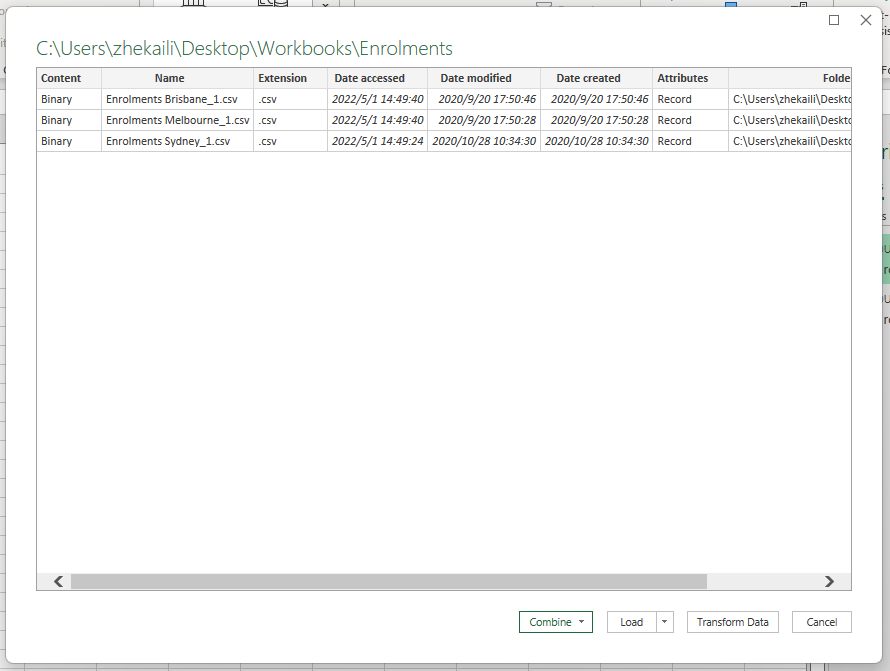 C:\Users\zhekaili\Desktop\Workbooks\Enrolments
Content Name Extension Date accessed Date modified Date created Attributes Folde
Binary Enrolments Brisbane_1.csv .csv 2022/5/1 14:49:40 2020/9/20 17:50:46 2020/9/20 17:50:46 Record C:\Users\zhekaili\Deskto
Binary Enrolments Melbourne_1.csv .csv 2022/5/1 14:49:40 2020/9/20 17:50:28 2020/9/20 17:50:28 Record C:\Users\zhekaili\Deskto
Binary Enrolments Sydney_1.csv .csv 2022/5/1 14:49:24 2020/10/28 10:34:30 2020/10/28 10:34:30 Record C:\Users\zhekaili\Deskto
Combine Load Transform Data Cancel